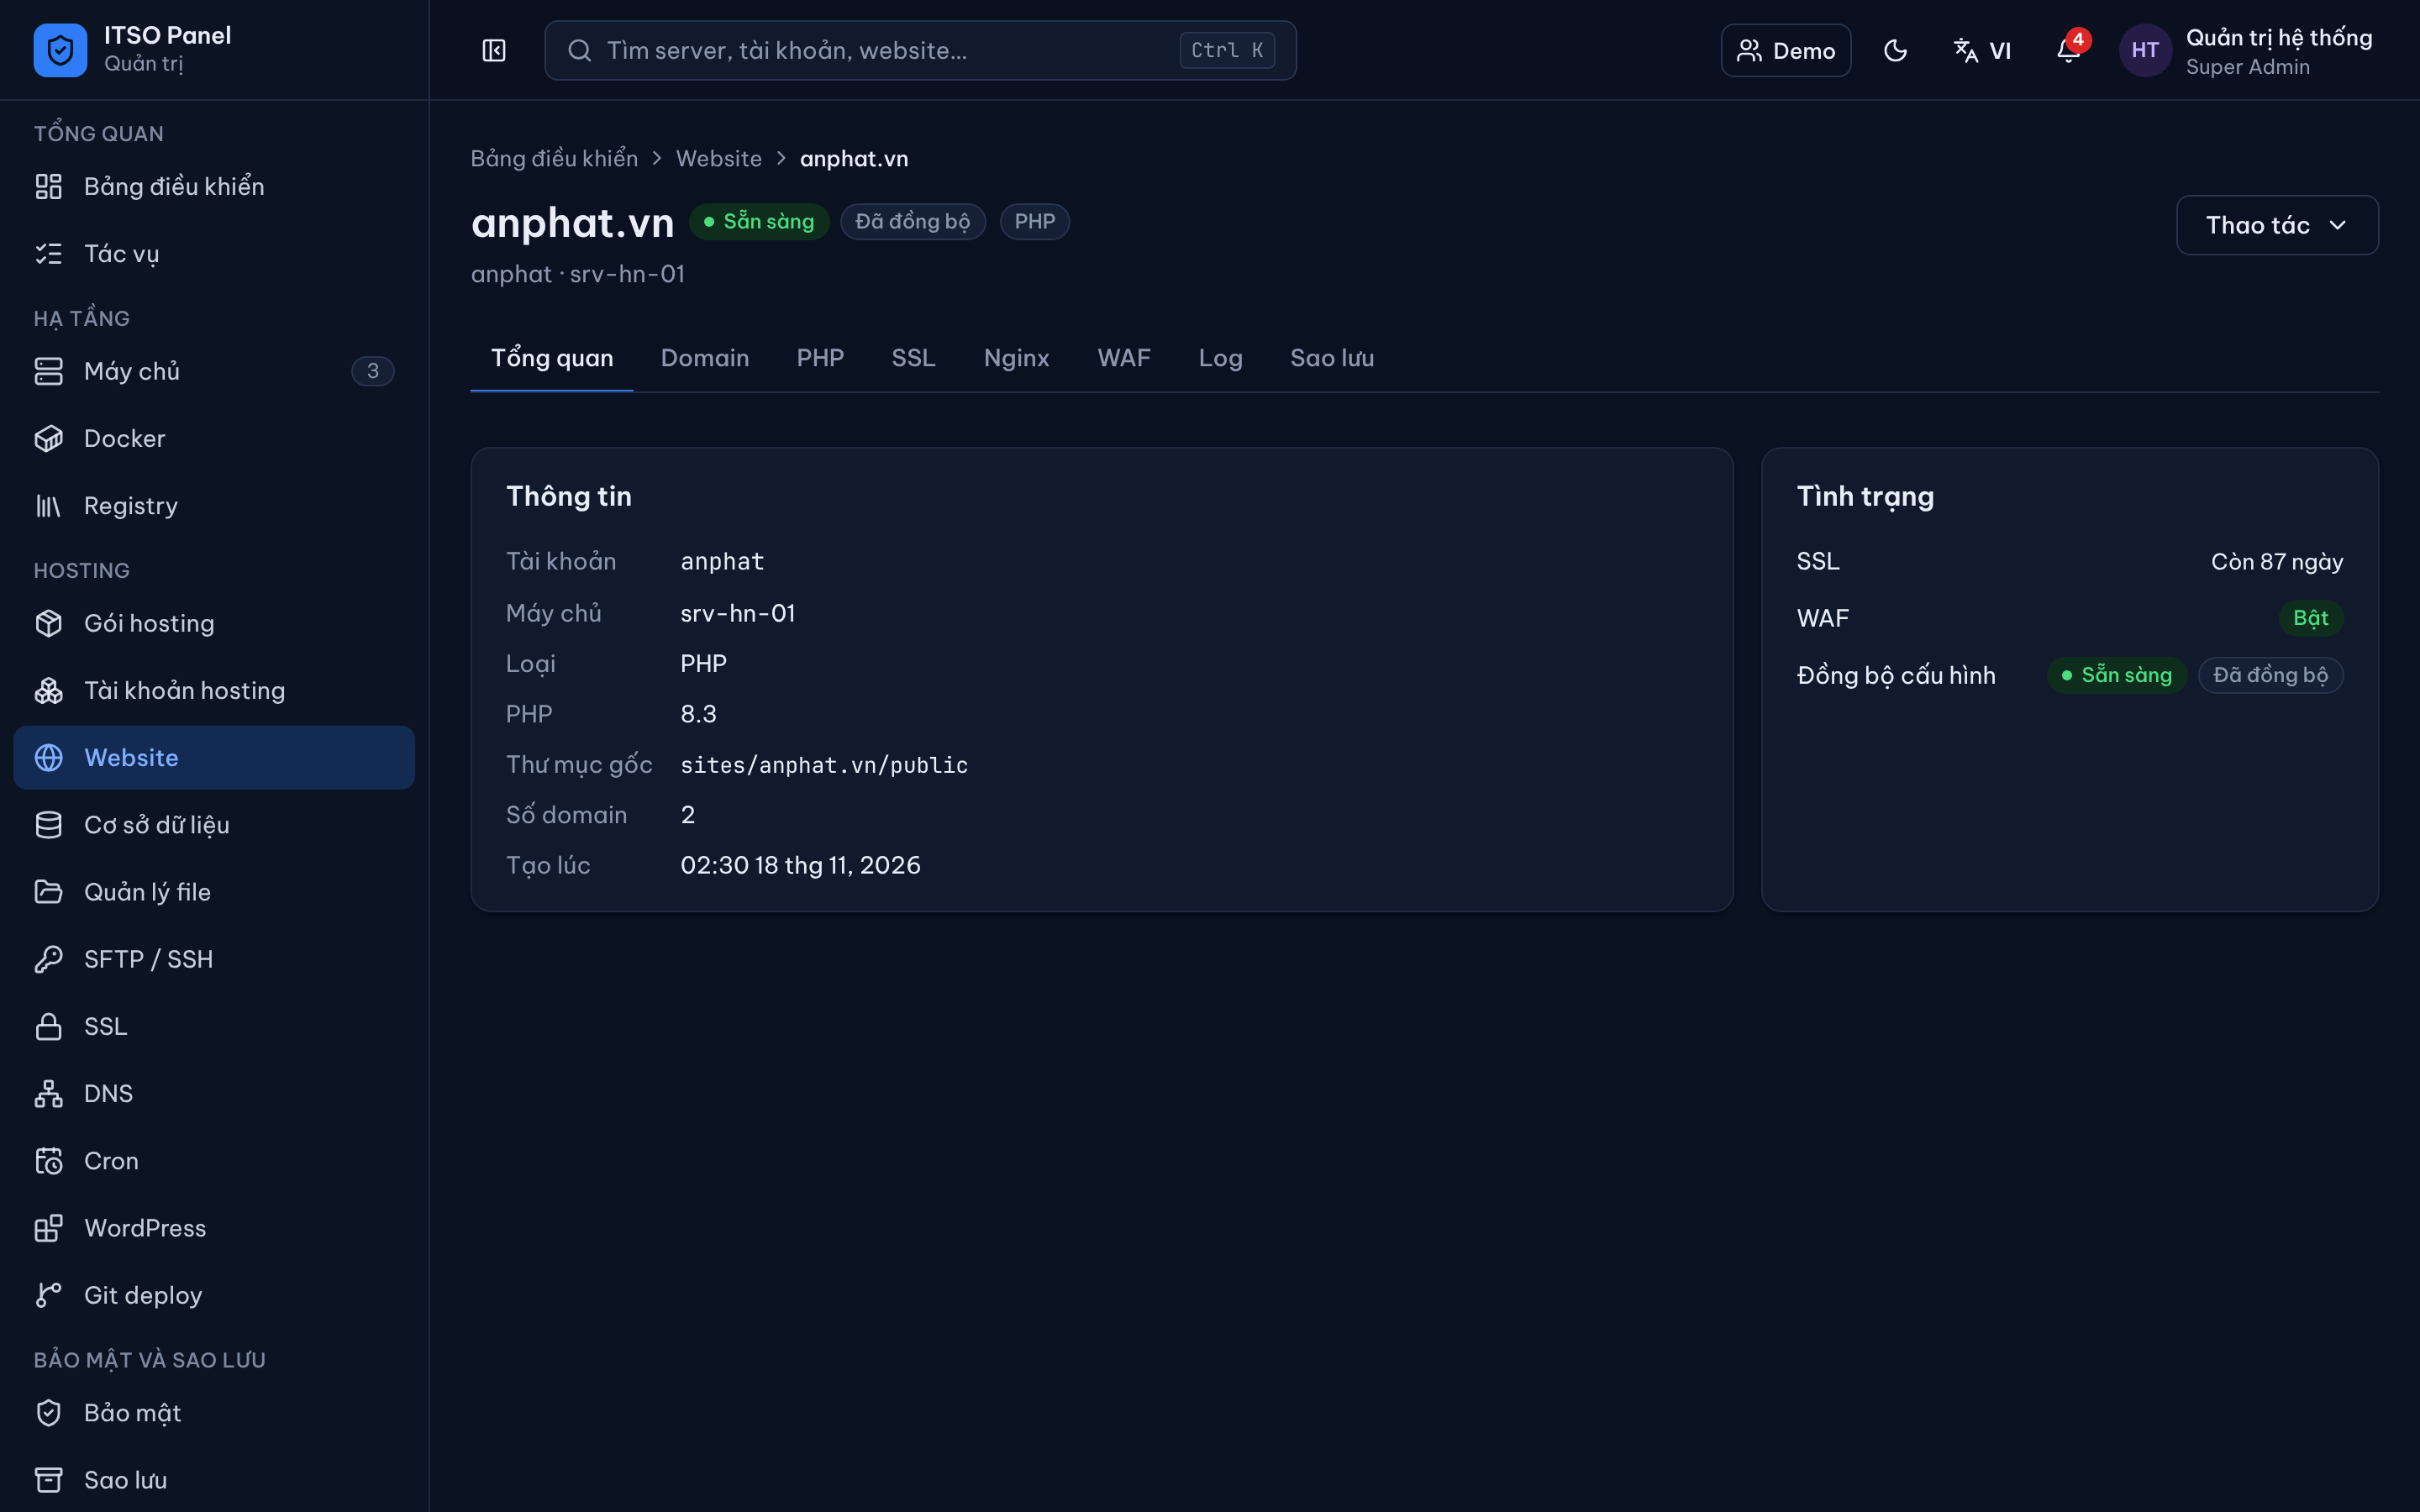 ITSO Panel
Quản trị
Tìm server, tài khoản, website...
Ctrl K
Demo
VI
4
HT
Quản trị hệ thống
Super Admin
TỔNG QUAN
Bảng điều khiển
Tác vụ
HẠ TẦNG
Máy chủ 3
Docker
Registry
HOSTING
Gói hosting
Tài khoản hosting
Website
Cơ sở dữ liệu
Quản lý file
SFTP / SSH
SSL
DNS
Cron
WordPress
Git deploy
BẢO MẬT VÀ SAO LƯU
Bảo mật
Sao lưu
Bảng điều khiển > Website > anphat.vn
anphat.vn Sẵn sàng Đã đồng bộ PHP
anphat · srv-hn-01
Thao tác
Tổng quan Domain PHP SSL Nginx WAF Log Sao lưu
Thông tin
Tài khoản anphat
Máy chủ srv-hn-01
Loại PHP
PHP 8.3
Thư mục gốc sites/anphat.vn/public
Số domain 2
Tạo lúc 02:30 18 thg 11, 2026
Tình trạng
SSL Còn 87 ngày
WAF Bật
Đồng bộ cấu hình Sẵn sàng Đã đồng bộ